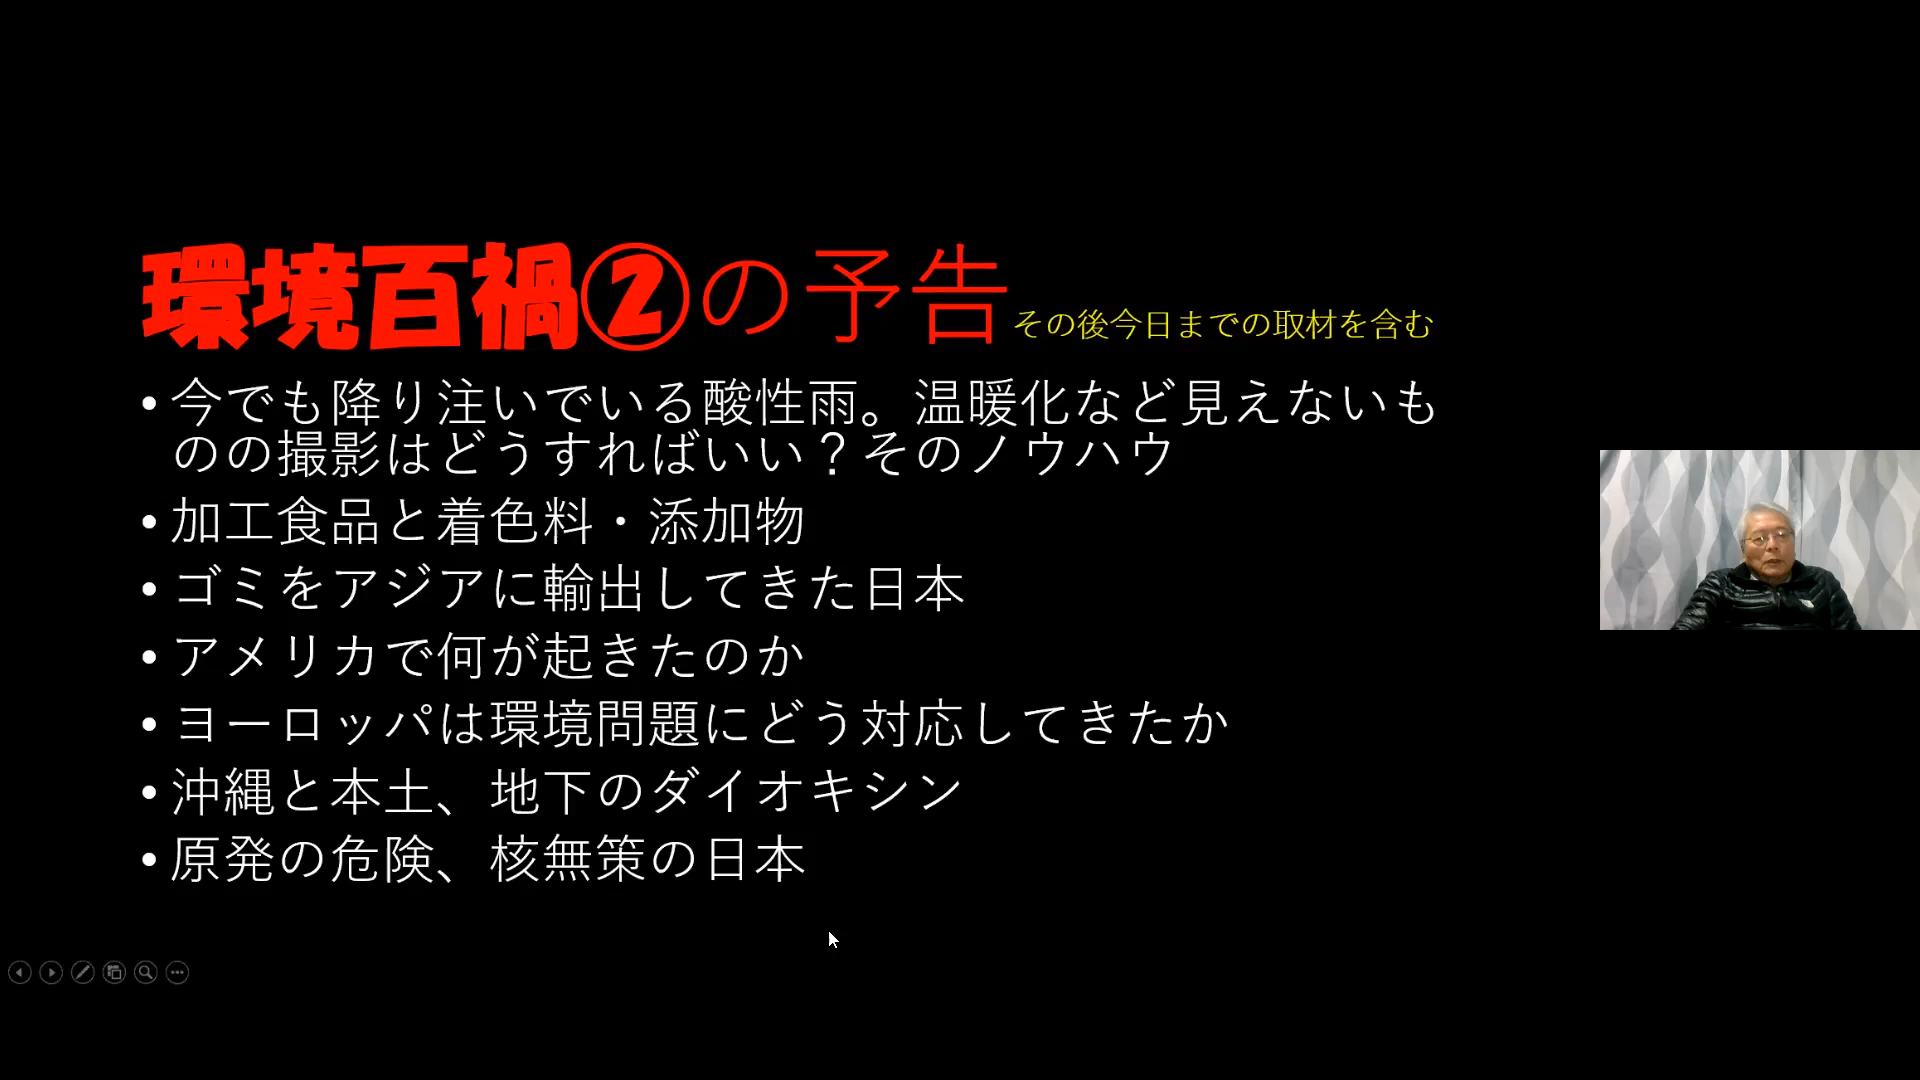 環境百禍②の予告 その後今日までの取材を含む
• 今でも降り注いでいる酸性雨。温暖化など見えないも
のの撮影はどうすればいい？そのノウハウ
• 加工食品と着色料・添加物
• ゴミをアジアに輸出してきた日本
• アメリカで何が起きたのか
• ヨーロッパは環境問題にどう対応してきたか
• 沖縄と本土、地下のダイオキシン
• 原発の危険、核無策の日本